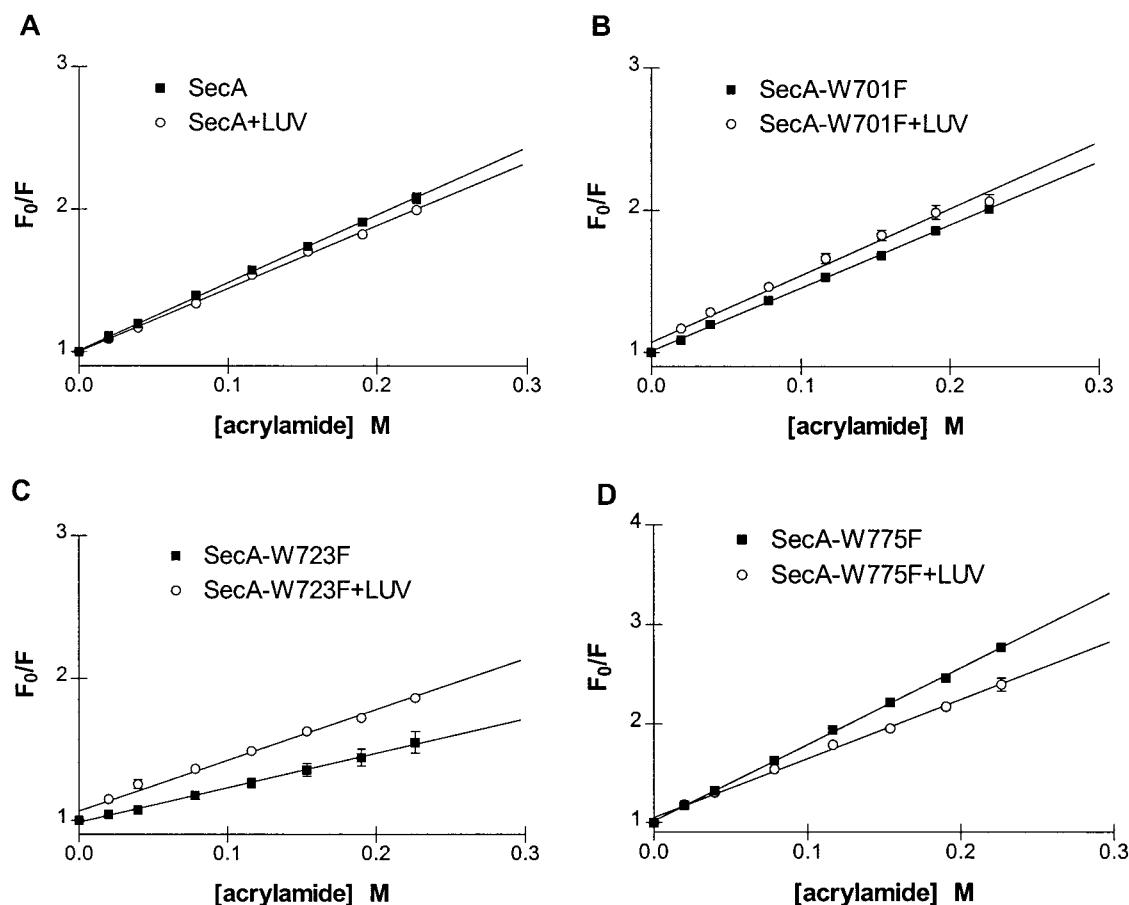 A
3
SecA
SecA+LUV
F0/F
2
1
0.0 0.1 0.2 0.3
[acrylamide] M
B
3
SecA-W701F
SecA-W701F+LUV
F0/F
2
1
0.0 0.1 0.2 0.3
[acrylamide] M
C
3
SecA-W723F
SecA-W723F+LUV
F0/F
2
1
0.0 0.1 0.2 0.3
[acrylamide] M
D
4
SecA-W775F
SecA-W775F+LUV
3
F0/F
2
1
0.0 0.1 0.2 0.3
[acrylamide] M